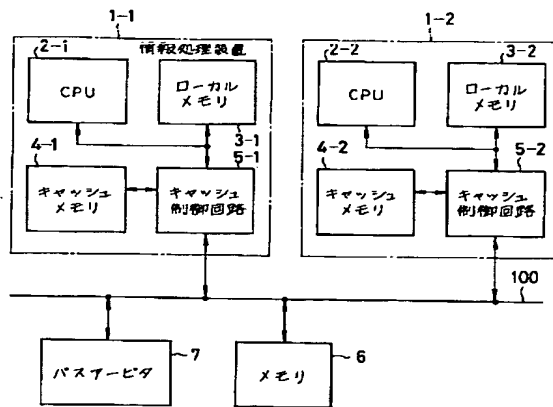 1-1
1-2
2-1
情報処理装置
2-2
3-2
CPU
ローカル
メモリ
CPU
ローカル
メモリ
3-1
4-1
5-1
4-2
5-2
キャッシュ
メモリ
キャッシュ
制御回路
キャッシュ
メモリ
キャッシュ
制御回路
100
バスアービタ
7
メモリ
6